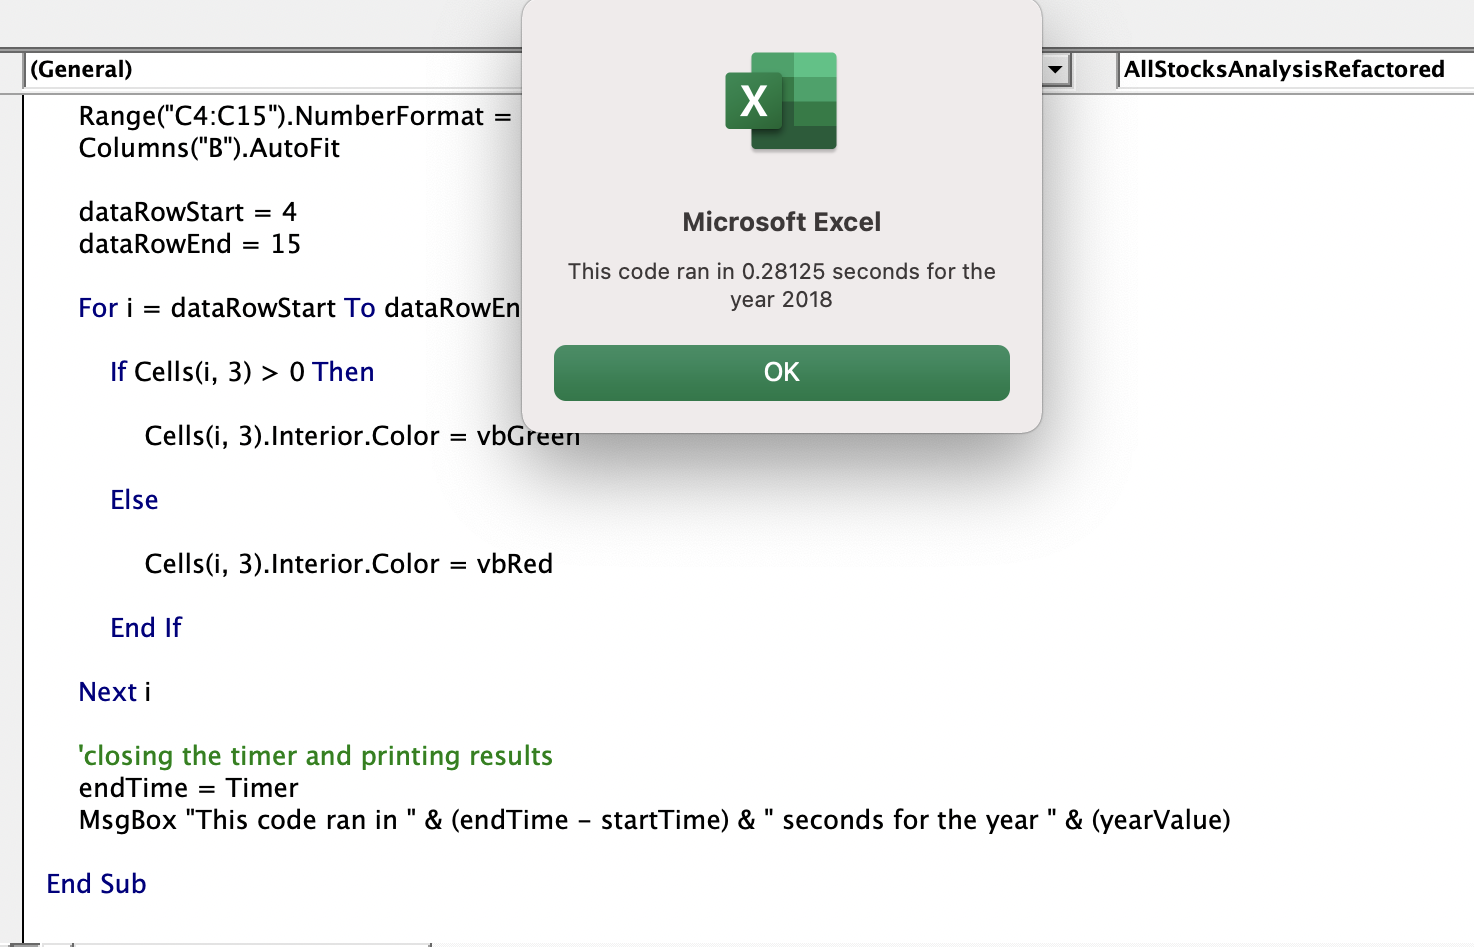 (General)
AllStocksAnalysisRefactored
Range("C4:C15").NumberFormat =
Columns("B").AutoFit
dataRowStart = 4
dataRowEnd = 15
For i = dataRowStart To dataRowEn
If Cells(i, 3) > 0 Then
Cells(i, 3).Interior.Color = vbGreen
Else
Cells(i, 3).Interior.Color = vbRed
End If
Next i
'closing the timer and printing results
endTime = Timer
MsgBox "This code ran in " & (endTime - startTime) & " seconds for the year " & (yearValue)
End Sub
X
Microsoft Excel
This code ran in 0.28125 seconds for the
year 2018
OK